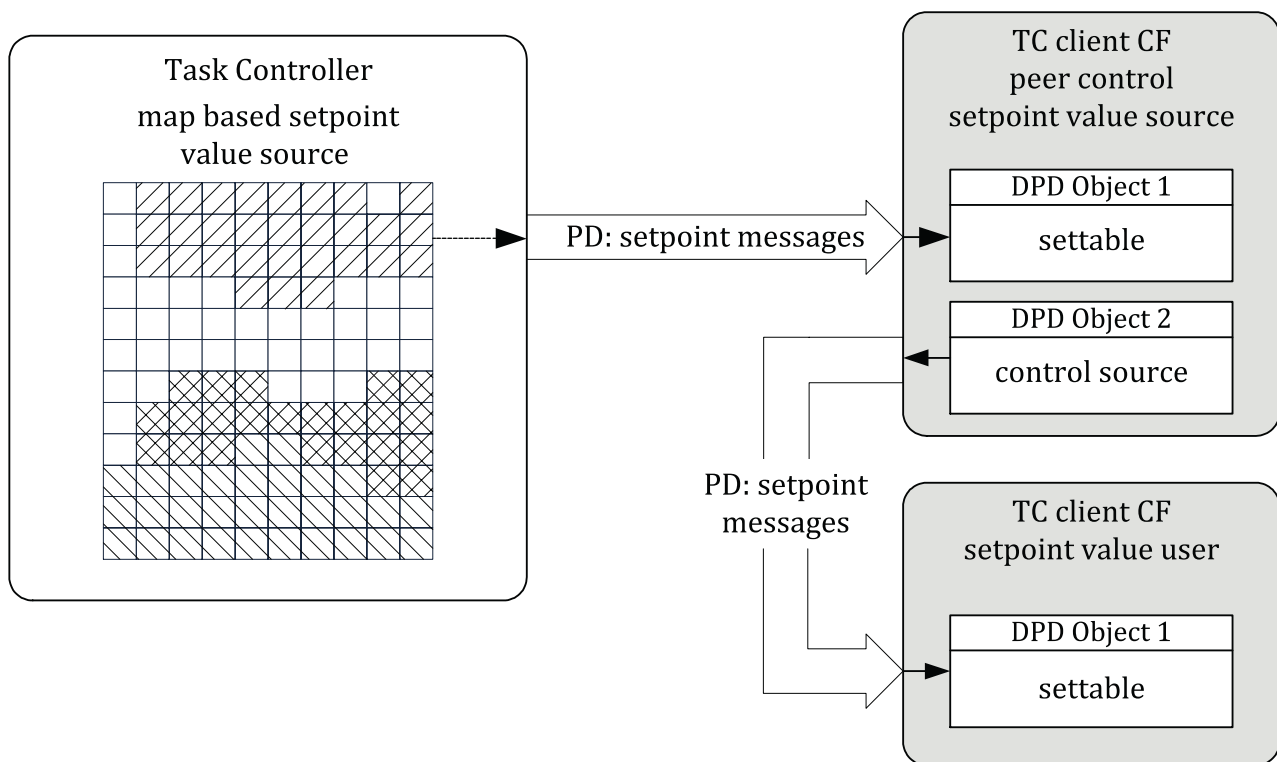 Task Controller
map based setpoint
value source
PD: setpoint messages
TC client CF
peer control
setpoint value source
DPD Object 1
settable
DPD Object 2
control source
PD: setpoint
messages
TC client CF
setpoint value user
DPD Object 1
settable